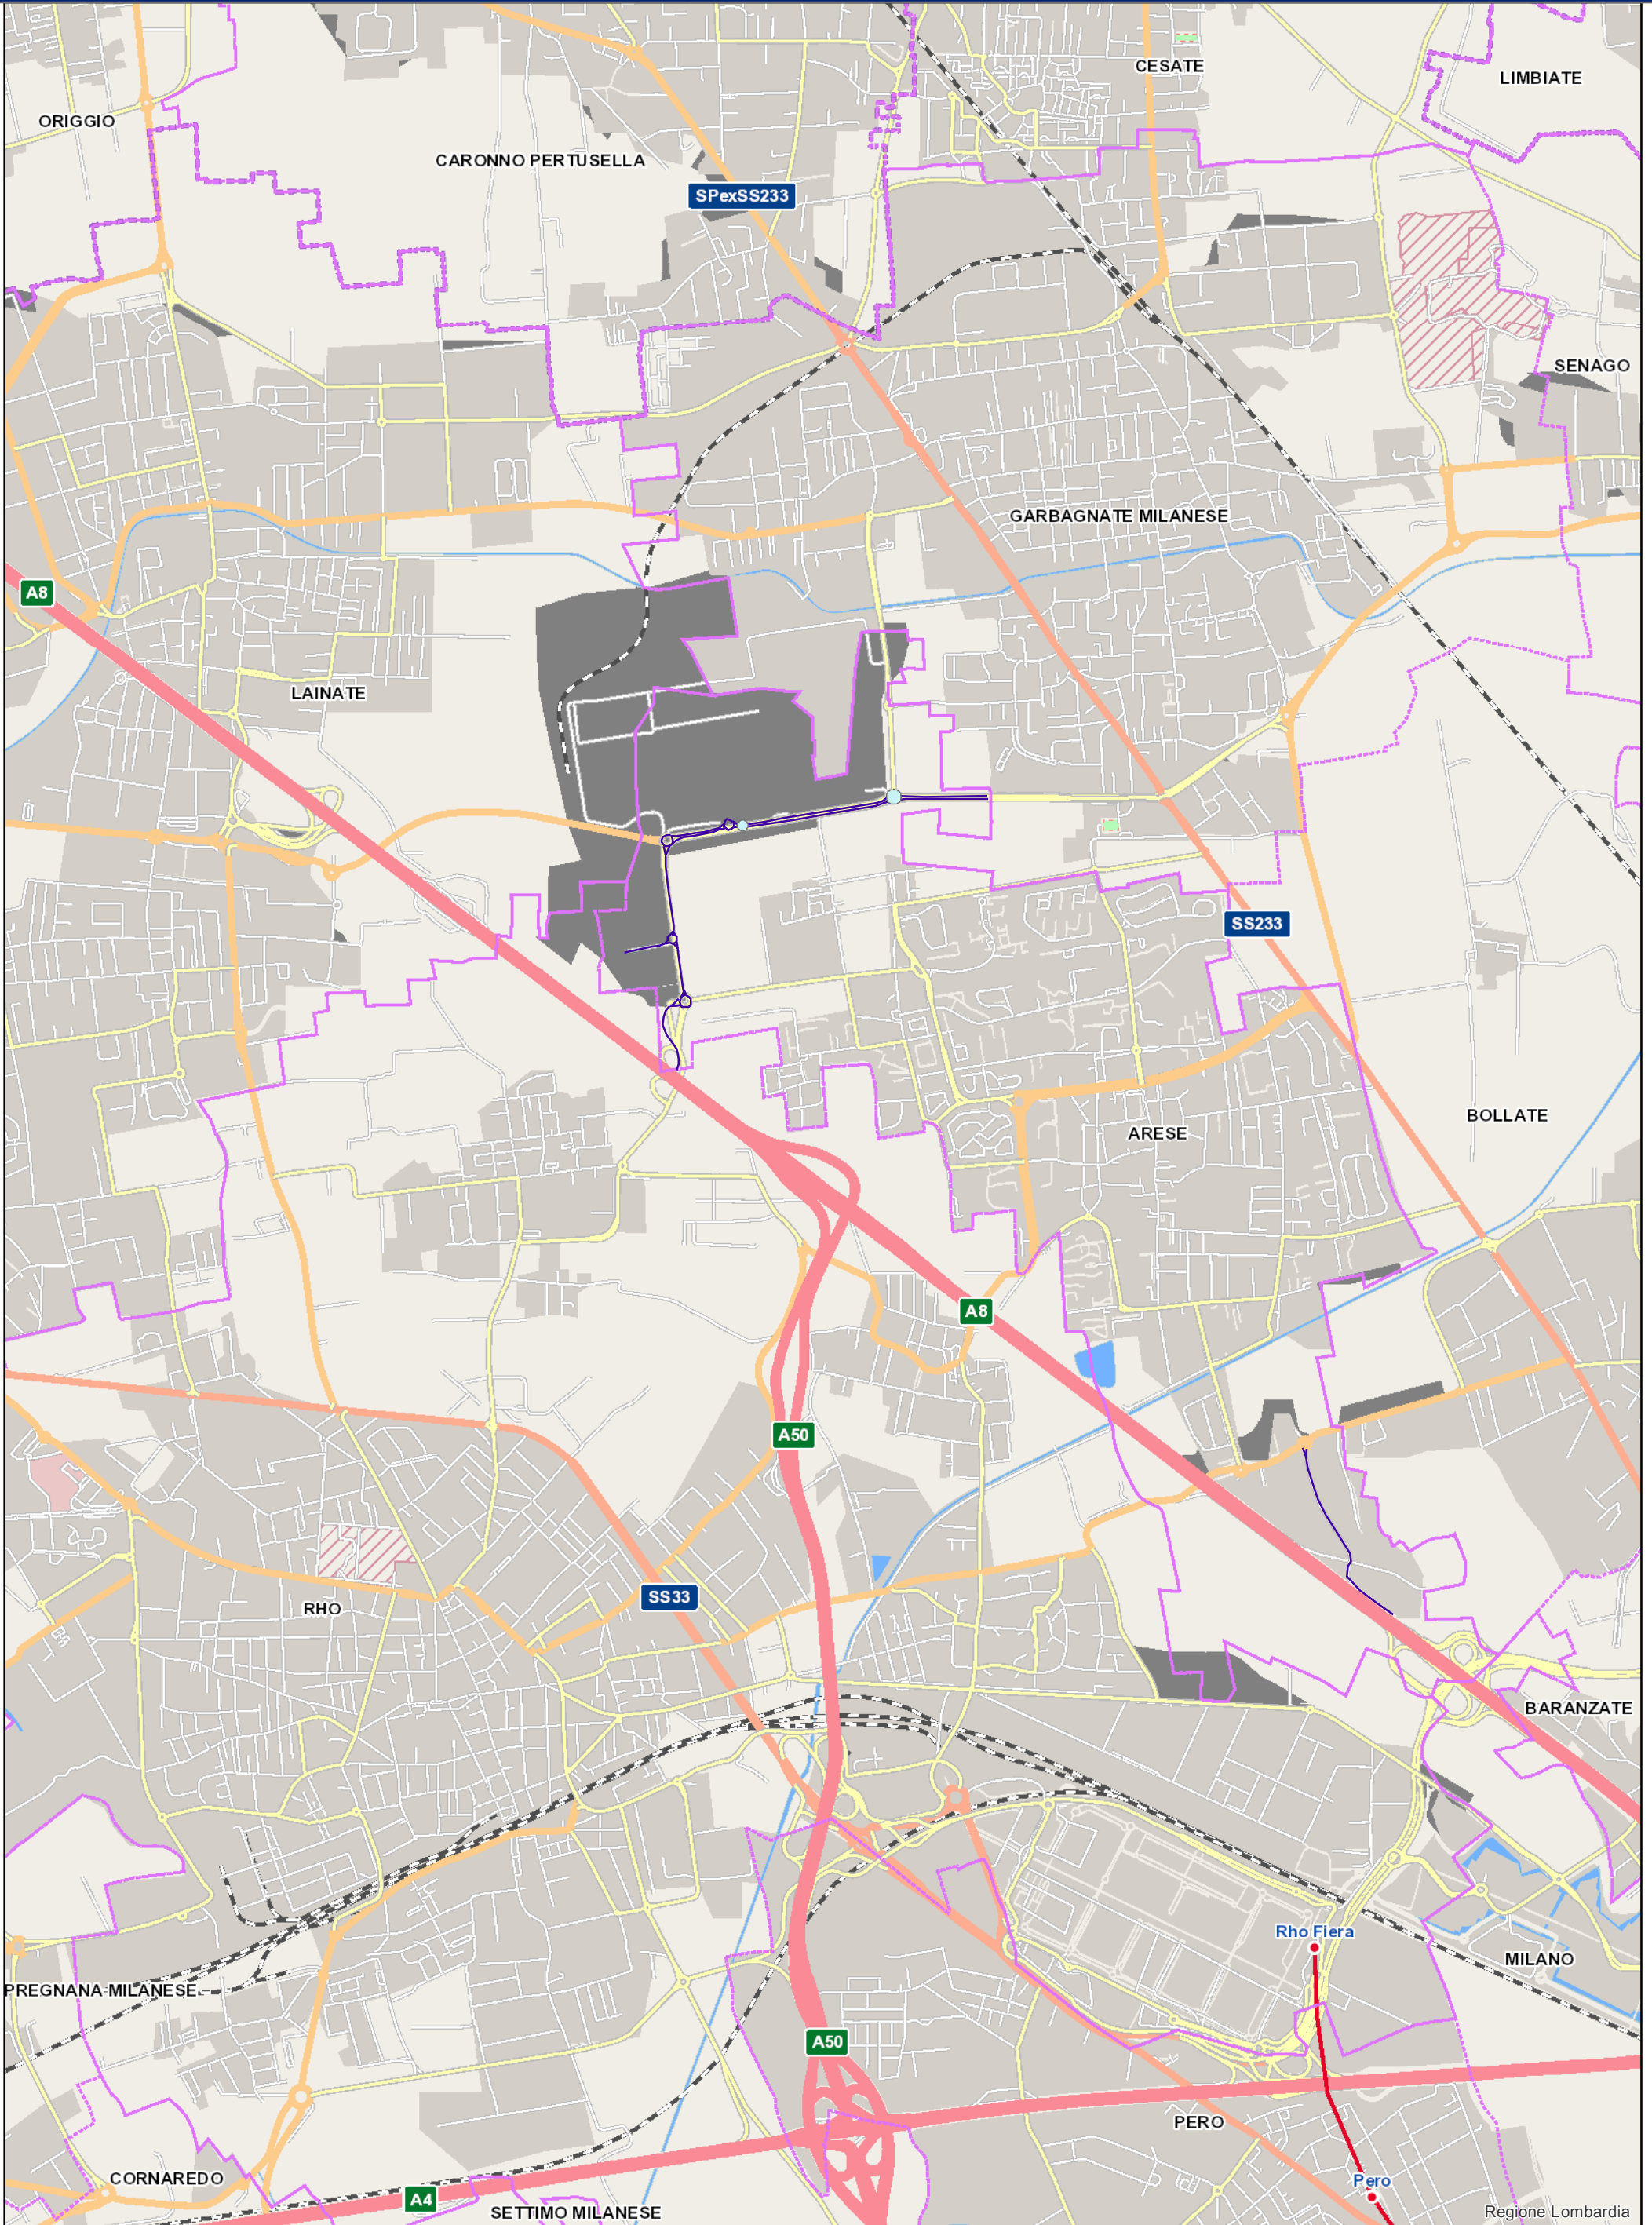 CESATE
LIMBIATE
ORIGGIO
CARONNO PERTUSELLA
SPexSS233
SENAGO
GARBAGNATE MILANESE
A8
LAINATE
SS233
BOLLATE
ARESE
A8
A50
SS33
RHO
BARANZATE
Rho Fiera
MILANO
PREGNANA MILANESE
A50
PERO
CORNAREDO
Pero
A4
SETTIMO MILANESE
Regione Lombardia